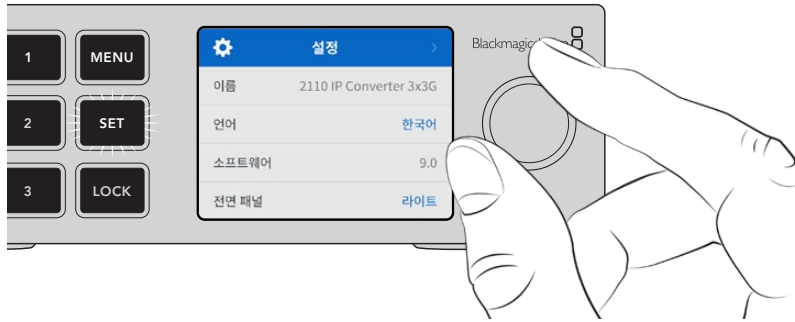 1
MENU
2
SET
3
LOCK
설정
이름 2110 IP Converter 3x3G
언어 한국어
소프트웨어 9.0
전면 패널 라이트
Blackmagic